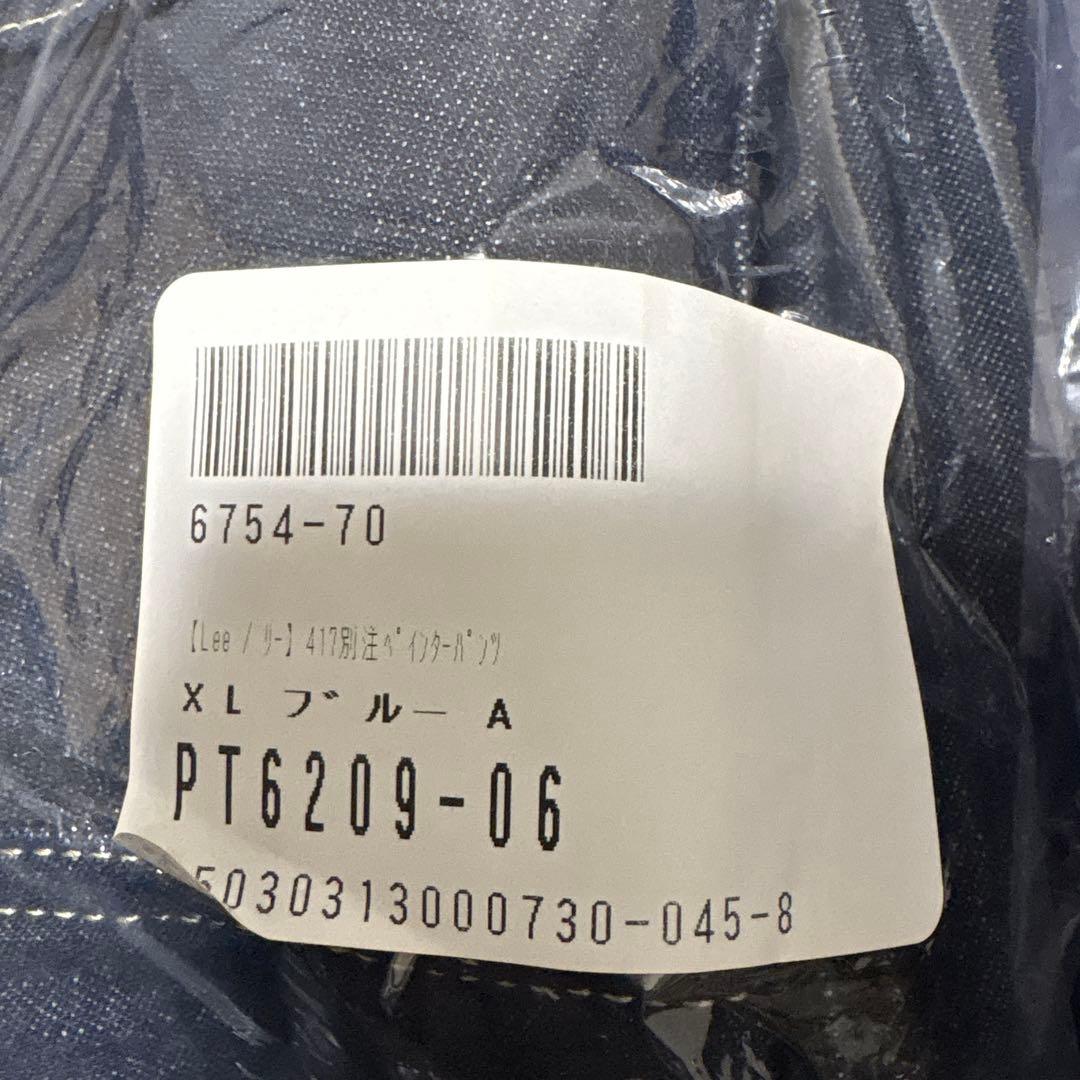 6754-70
【Lee / ﾘｰ】417別注ﾍﾟｲﾝﾀｰﾊﾟﾝﾂ
XL ブルー A
PT6209-06
5030313000730-045-8